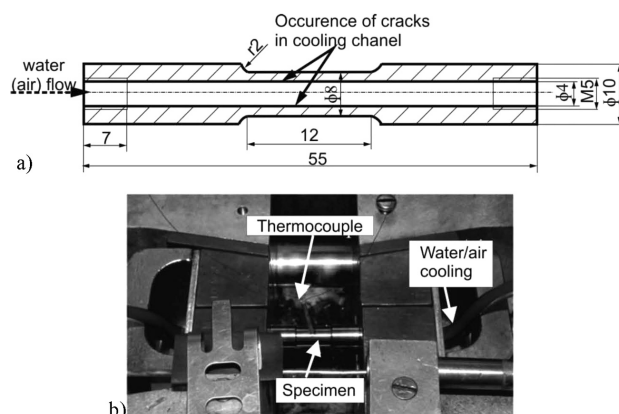 Occurence of cracks
in cooling chanel
r2
water
(air) flow
ϕ8
ϕ4
M5
ϕ10
7
12
55
a)
Thermocouple
Water/air
cooling
Specimen
b)